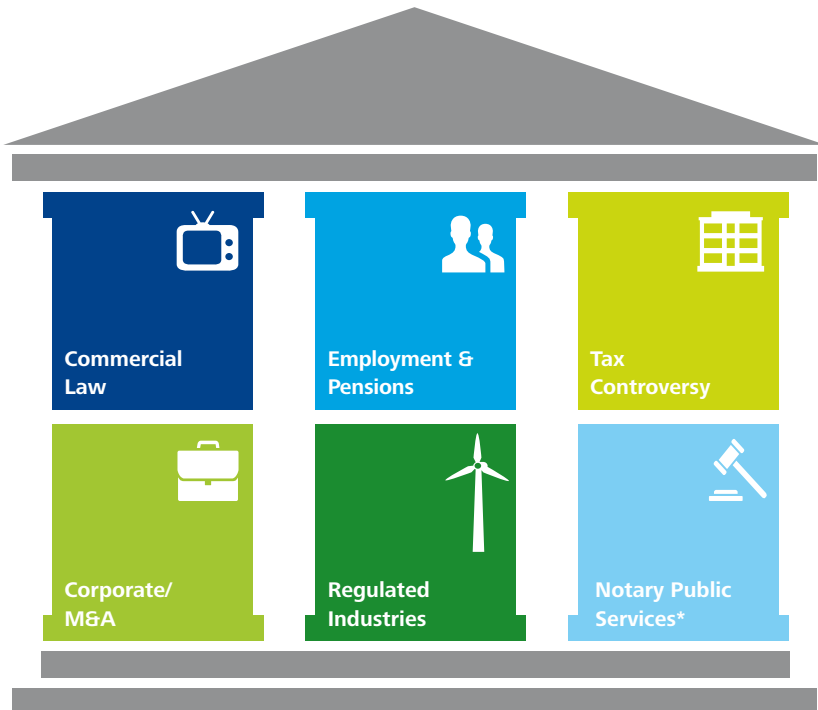 Commercial
Law
Employment &
Pensions
Tax
Controversy
Corporate/
M&A
Regulated
Industries
Notary Public
Services*